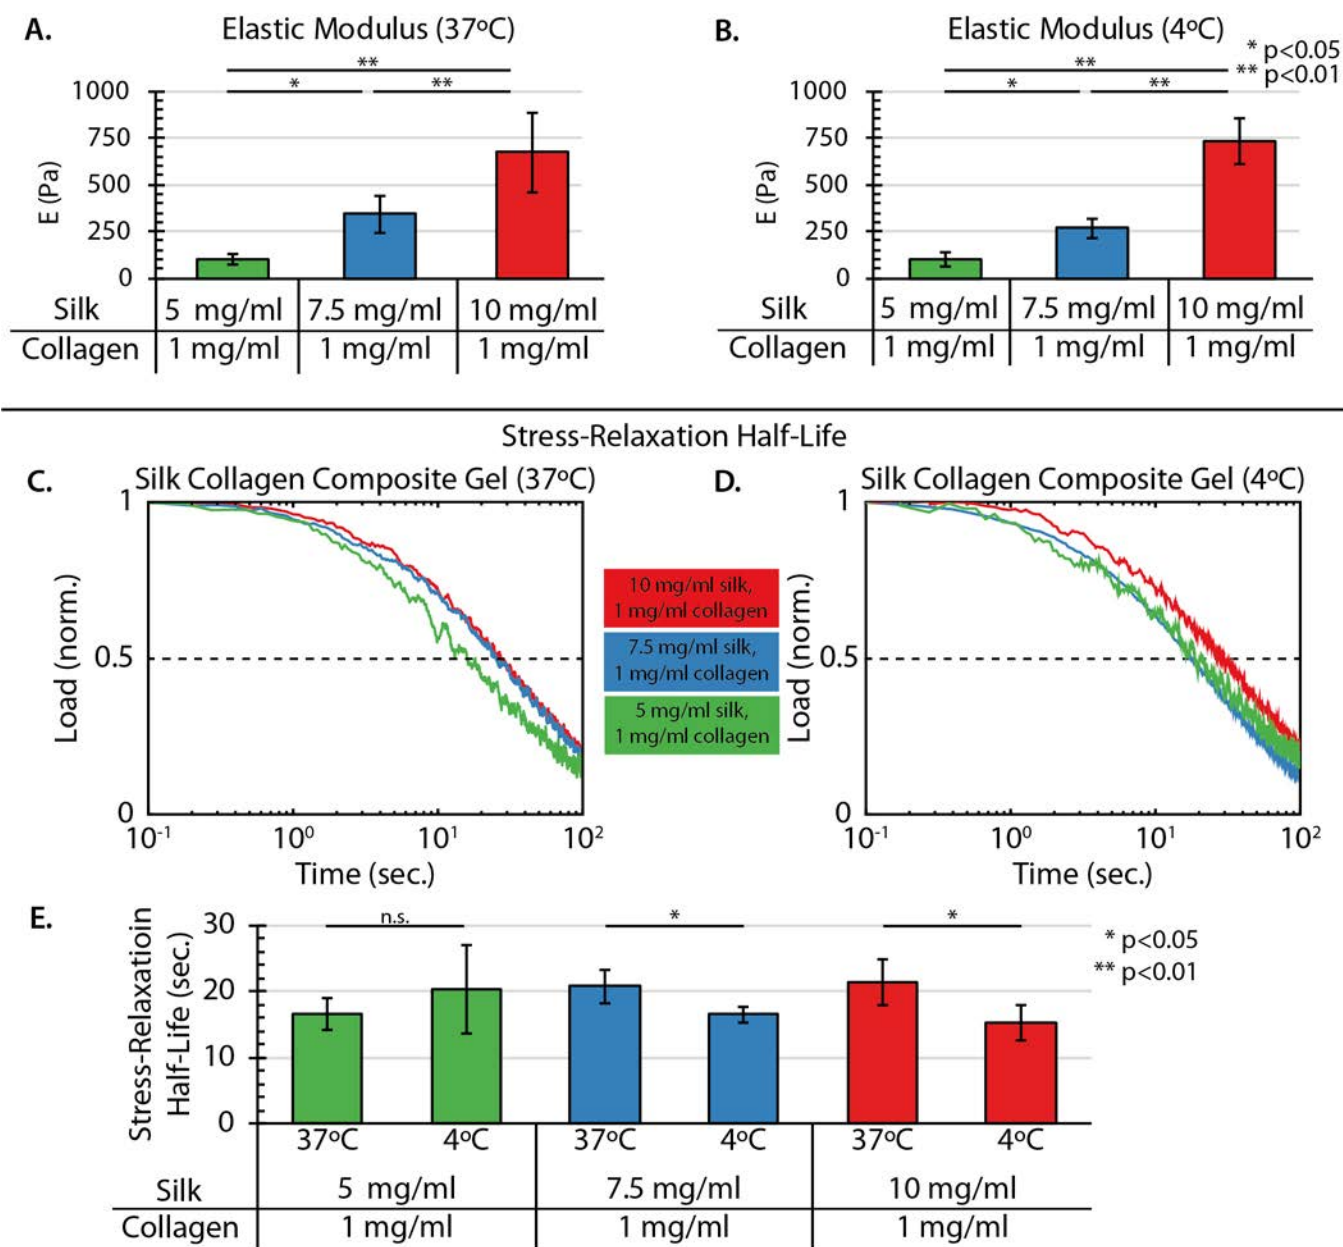 A.
Elastic Modulus (37ºC)
**
*
**
1000
750
500
250
0
E (Pa)
Silk
5 mg/ml
7.5 mg/ml
10 mg/ml
Collagen
1 mg/ml
1 mg/ml
1 mg/ml
B.
Elastic Modulus (4ºC)
* p<0.05
** p<0.01
**
*
**
1000
750
500
250
0
E (Pa)
Silk
5 mg/ml
7.5 mg/ml
10 mg/ml
Collagen
1 mg/ml
1 mg/ml
1 mg/ml
Stress-Relaxation Half-Life
C.
Silk Collagen Composite Gel (37ºC)
1
0.5
0
Load (norm.)
10-1
100
101
102
Time (sec.)
10 mg/ml silk,
1 mg/ml collagen
7.5 mg/ml silk,
1 mg/ml collagen
5 mg/ml silk,
1 mg/ml collagen
D.
Silk Collagen Composite Gel (4ºC)
1
0.5
0
Load (norm.)
10-1
100
101
102
Time (sec.)
E.
Stress-Relaxatioin
Half-Life (sec.)
30
20
10
0
n.s.
*
*
* p<0.05
** p<0.01
37ºC
4ºC
37ºC
4ºC
37ºC
4ºC
Silk
5 mg/ml
7.5 mg/ml
10 mg/ml
Collagen
1 mg/ml
1 mg/ml
1 mg/ml